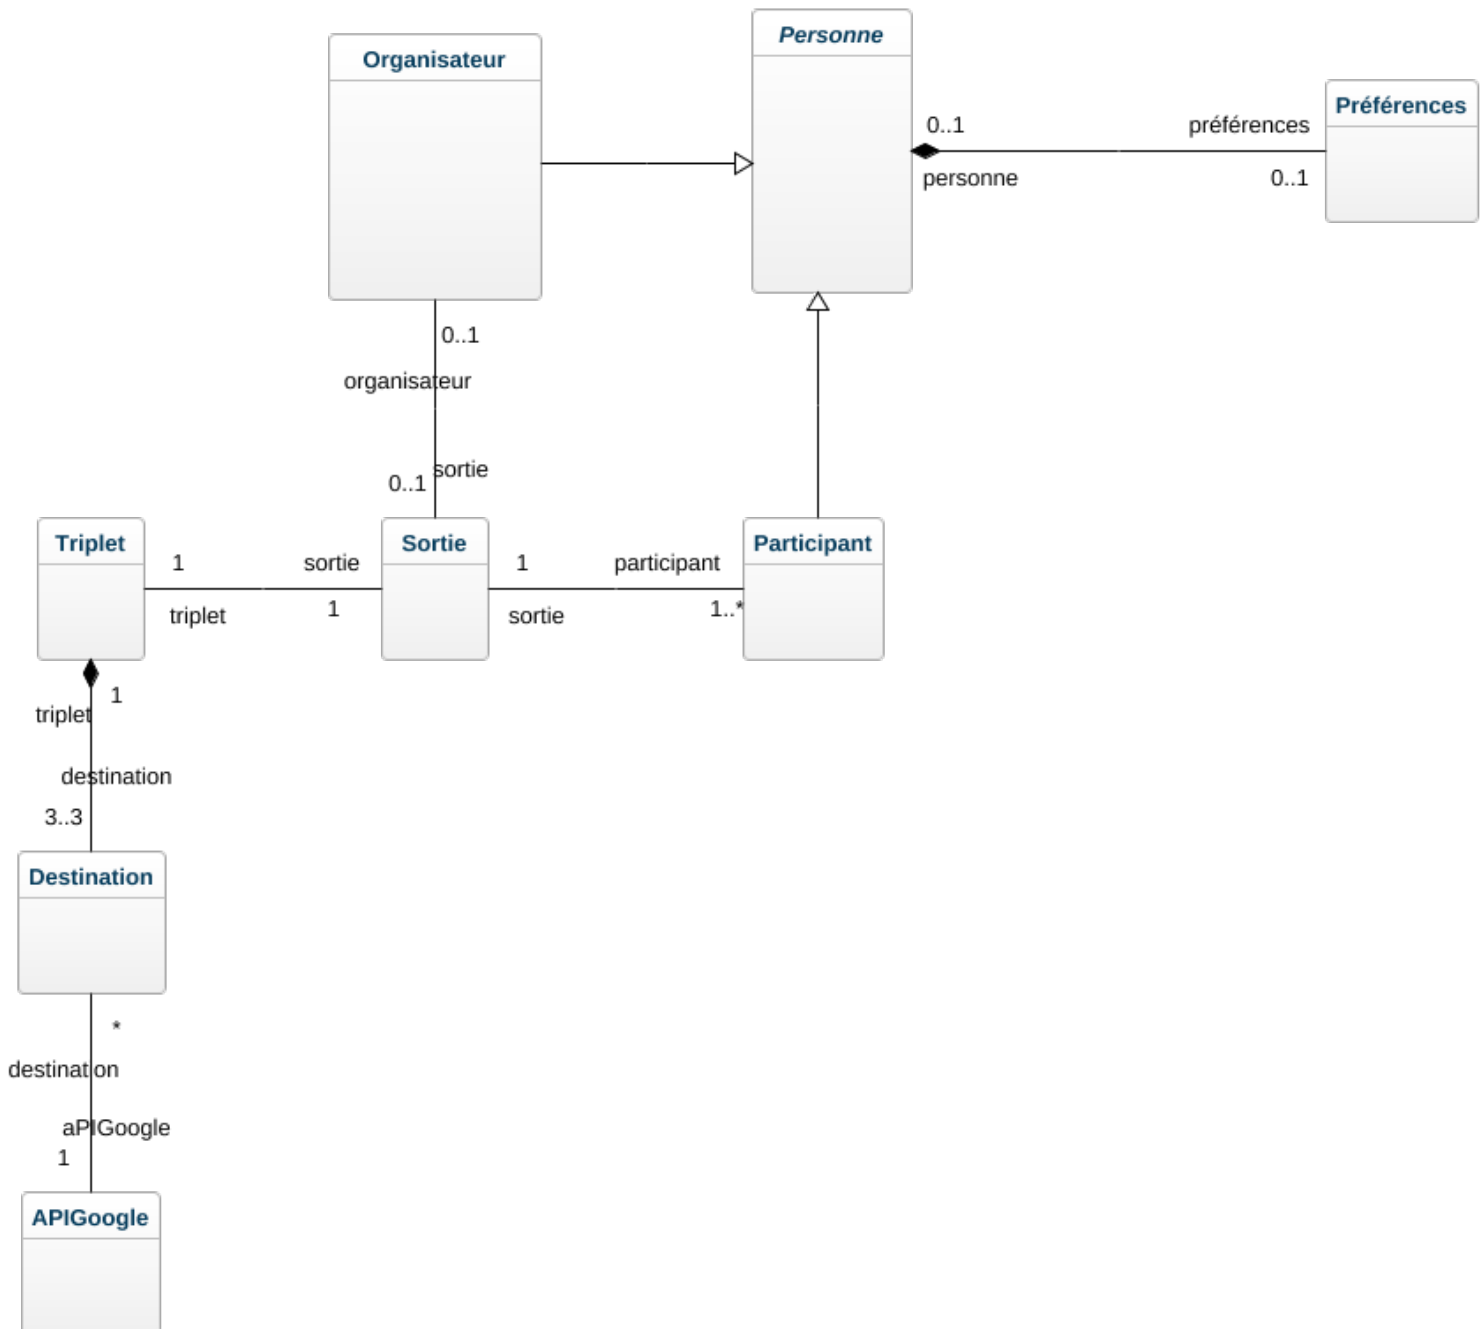 Personne
Organisateur
Préférences
0..1
préférences
personne
0..1
0..1
organisateur
sortie
0..1
Triplet
Sortie
Participant
1
sortie
1
participant
triplet
1
sortie
1..*
1
triplet
destination
3..3
Destination
*
destination
aPIGoogle
1
APIGoogle